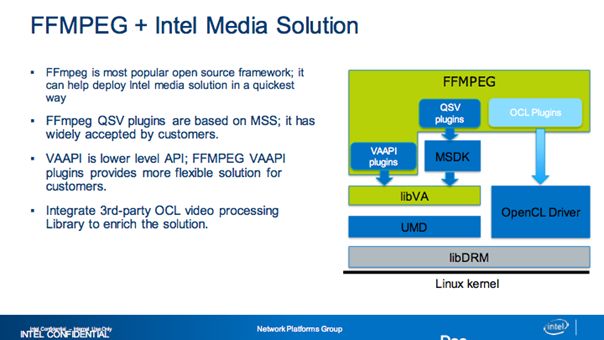 FFMPEG + Intel Media Solution
FFmpeg is most popular open source framework; it
can help deploy Intel media solution in a quickest
way
FFmpeg QSV plugins are based on MSS; it has
widely accepted by customers.
VAAPI is lower level API; FFMPEG VAAPI
plugins provides more flexible solution for
customers.
Integrate 3rd-party OCL video processing
Library to enrich the solution.
FFMPEG
QSV
plugins
OCL Plugins
VAAPI
plugins
MSDK
libVA
OpenCL Driver
UMD
libDRM
Linux kernel
Intel Confidential – Internal Use Only
INTEL CONFIDENTIAL
Network Platforms Group
intel